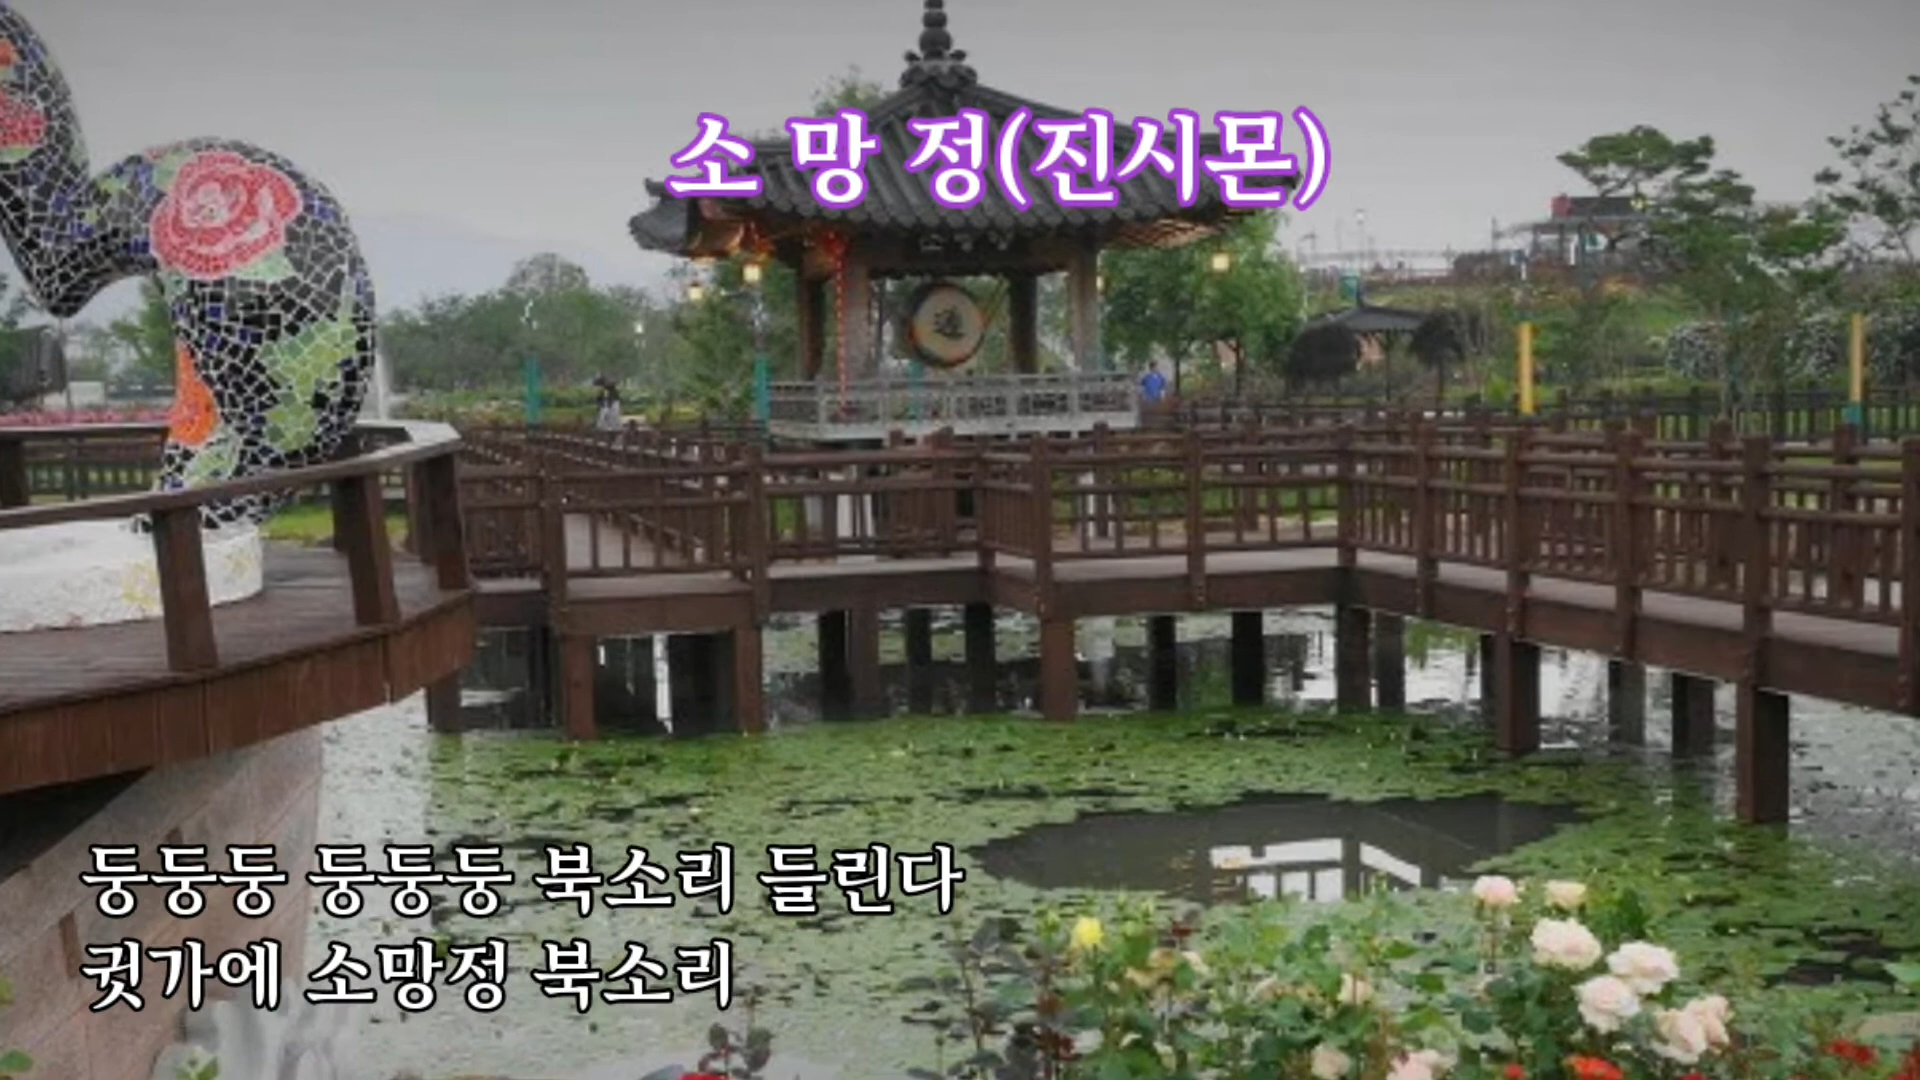 소 망 정(진시몬)
둥둥둥 둥둥둥 북소리 들린다
귓가에 소망정 북소리